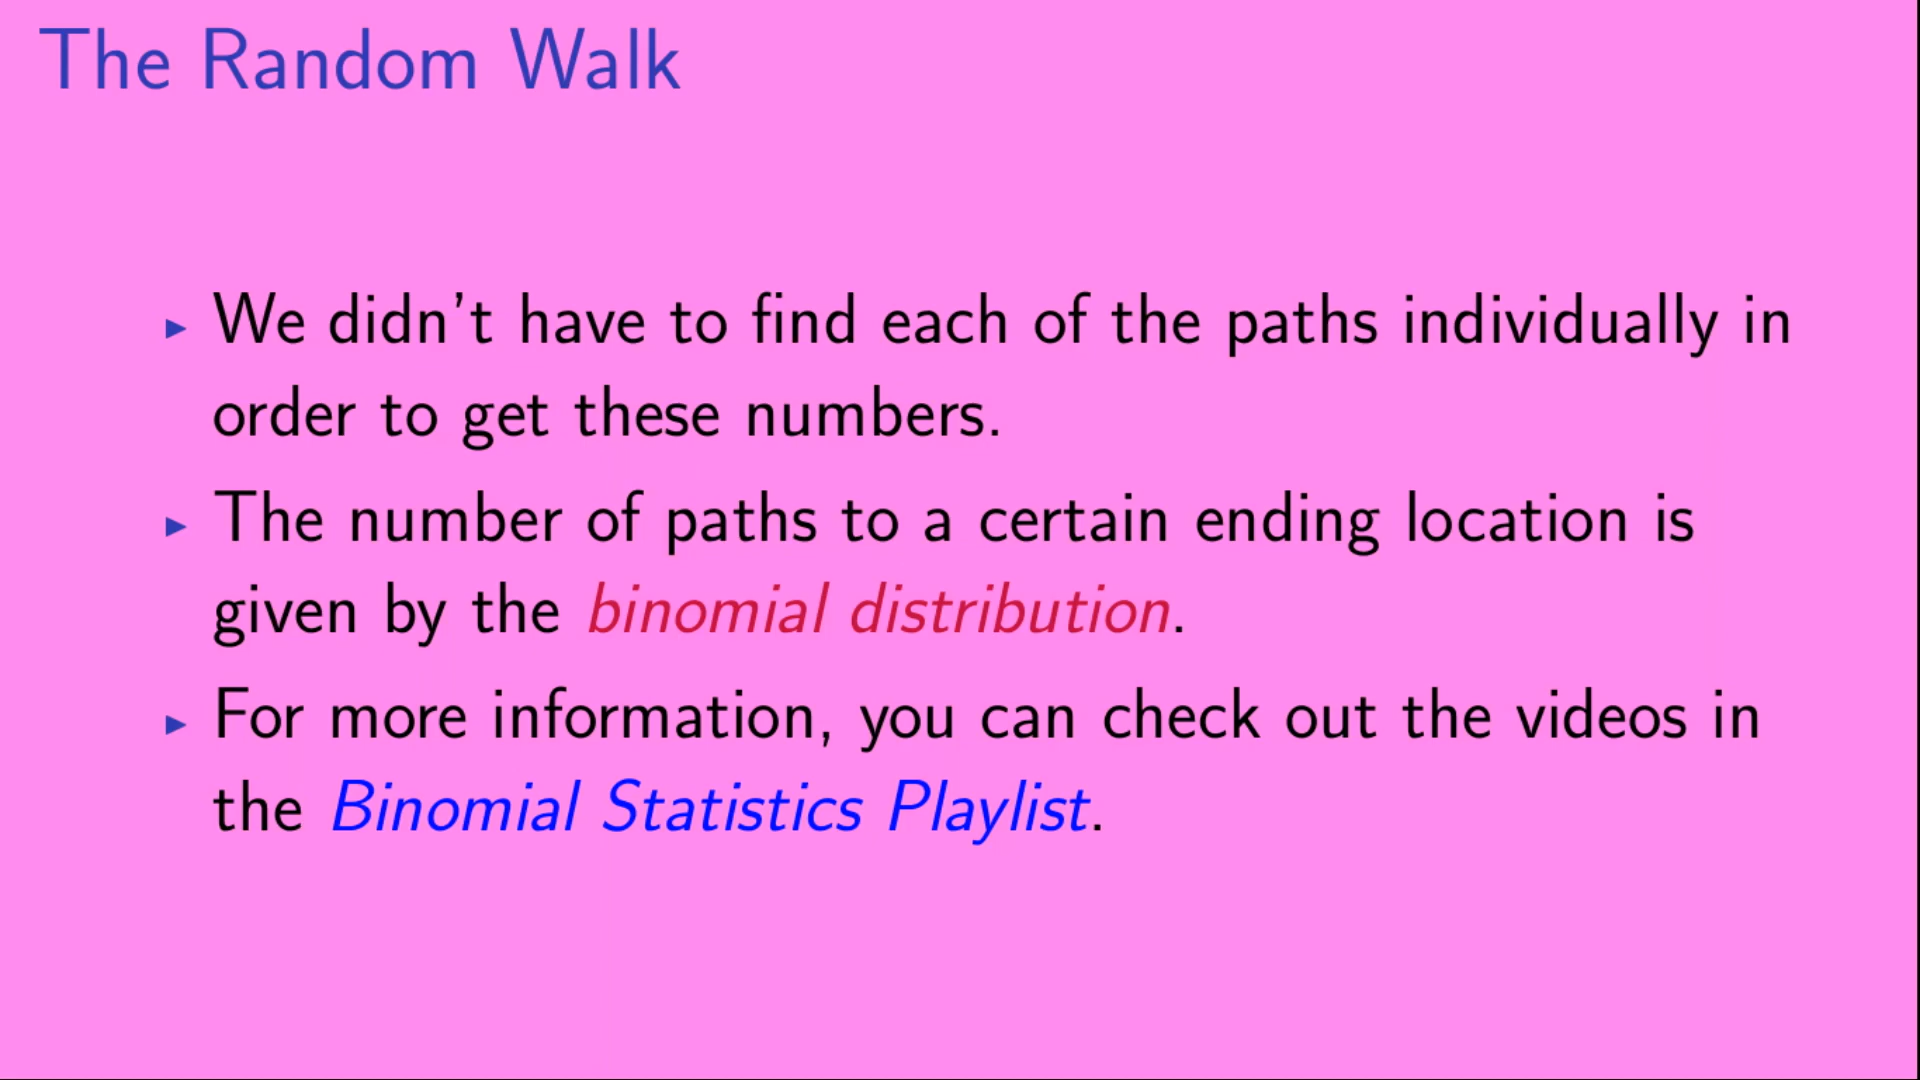 The Random Walk
▶ We didn't have to find each of the paths individually in
order to get these numbers.
▶ The number of paths to a certain ending location is
given by the binomial distribution.
▶ For more information, you can check out the videos in
the Binomial Statistics Playlist.